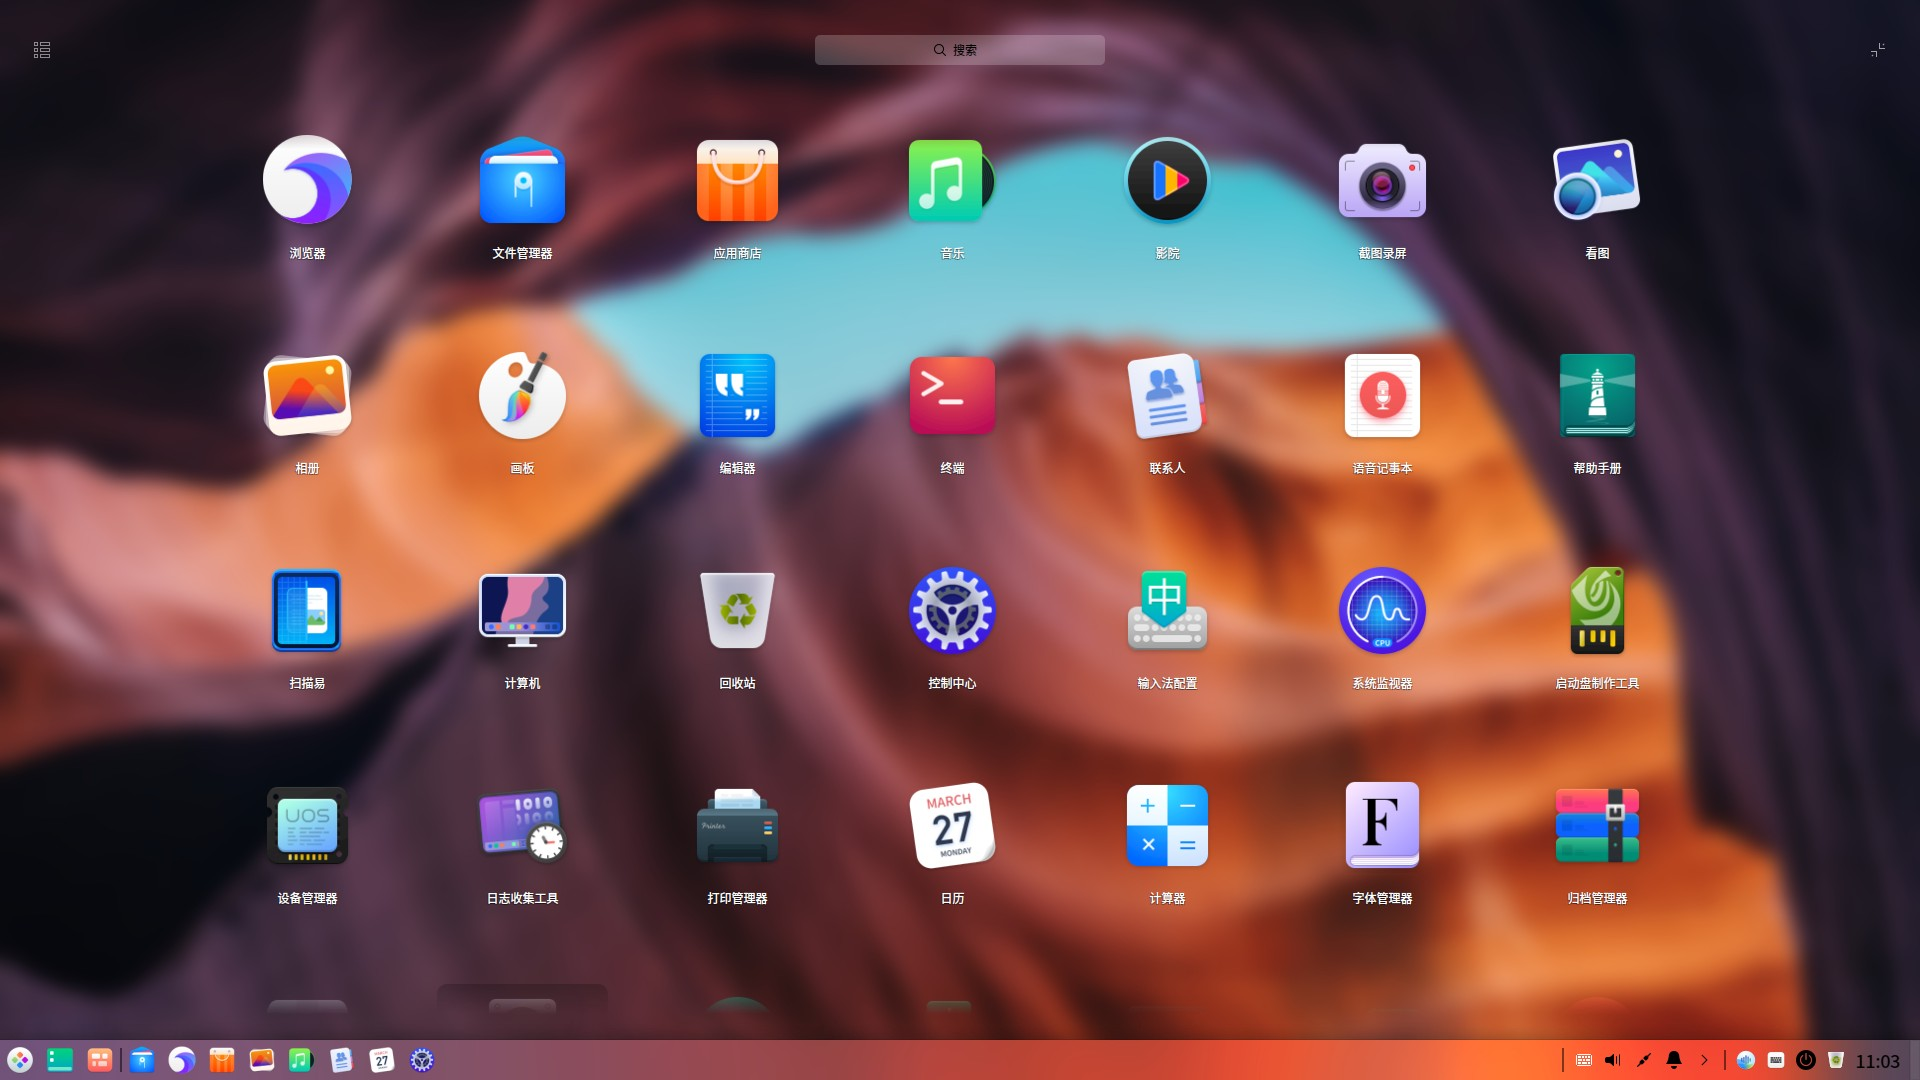 搜索
浏览器
文件管理器
应用商店
音乐
影院
截图录屏
看图
相册
画板
编辑器
终端
联系人
语音记事本
帮助手册
扫描易
计算机
回收站
控制中心
中
输入法配置
CPU
系统监视器
启动盘制作工具
UOS
设备管理器
1010
日志收集工具
Printer
打印管理器
MARCH
27
MONDAY
日历
计算器
F
字体管理器
归档管理器
27
11:03